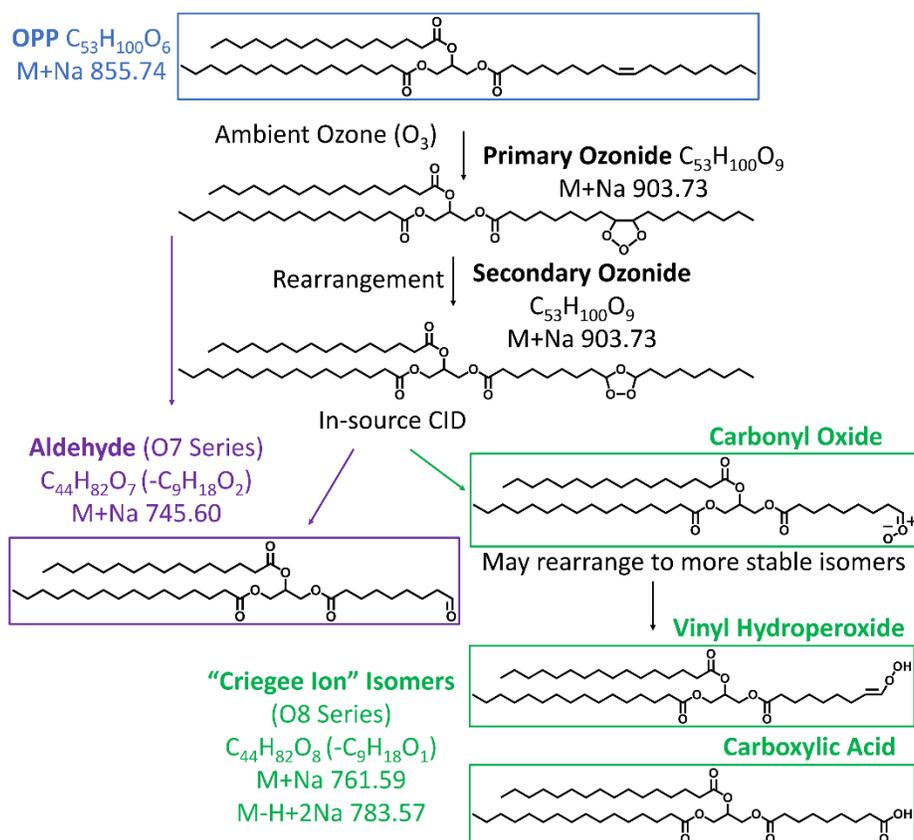 OPP C₅₃H₁₀₀O₆
M+Na 855.74
Ambient Ozone (O₃)
Primary Ozonide C₅₃H₁₀₀O₉
M+Na 903.73
Rearrangement
Secondary Ozonide
C₅₃H₁₀₀O₉
M+Na 903.73
In-source CID
Aldehyde (O7 Series)
C₄₄H₈₂O₇ (-C₉H₁₈O₂)
M+Na 745.60
Carbonyl Oxide
May rearrange to more stable isomers
Vinyl Hydroperoxide
"Criegee Ion" Isomers
(O8 Series)
C₄₄H₈₂O₈ (-C₉H₁₈O₁)
M+Na 761.59
M-H+2Na 783.57
Carboxylic Acid